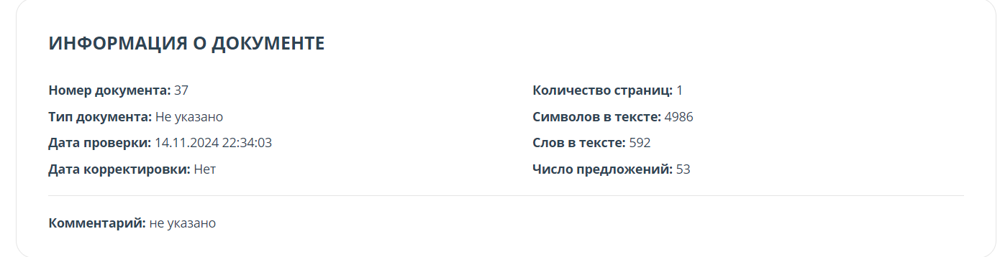 ИНФОРМАЦИЯ О ДОКУМЕНТЕ
Номер документа: 37
Тип документа: Не указано
Дата проверки: 14.11.2024 22:34:03
Дата корректировки: Нет
Количество страниц: 1
Символов в тексте: 4986
Слов в тексте: 592
Число предложений: 53
Комментарий: не указано